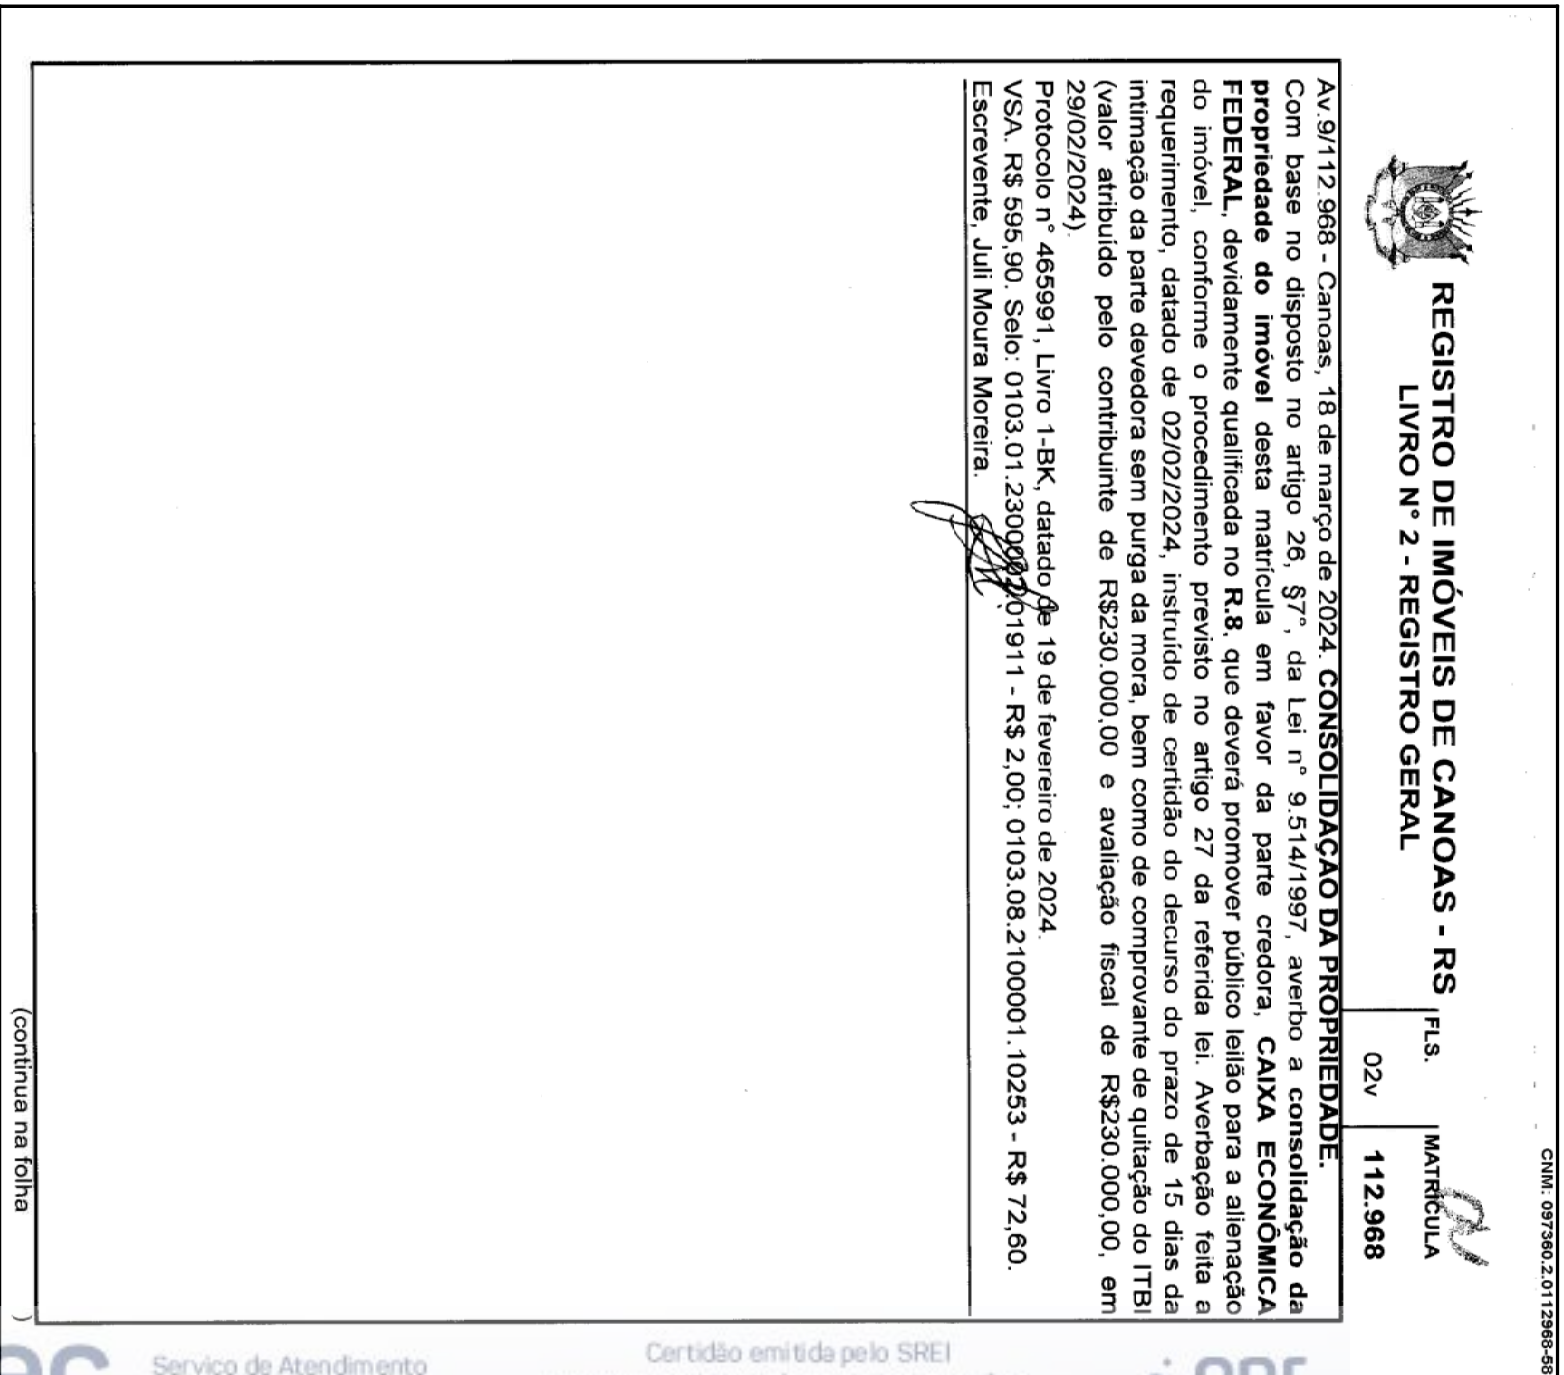 CNM: 097360.2.0112968-58
REGISTRO DE IMÓVEIS DE CANOAS - RS
LIVRO N° 2 - REGISTRO GERAL
FLS.
02v
MATRÍCULA
112.968
Av.9/112.968 - Canoas, 18 de março de 2024. CONSOLIDAÇÃO DA PROPRIEDADE.
Com base no disposto no artigo 26, §7°, da Lei n° 9.514/1997, averbo a consolidação da
propriedade do imóvel desta matrícula em favor da parte credora, CAIXA ECONÔMICA
FEDERAL, devidamente qualificada no R.8, que deverá promover público leilão para a alienação
do imóvel, conforme o procedimento previsto no artigo 27 da referida lei. Averbação feita a
requerimento, datado de 02/02/2024, instruído de certidão do decurso do prazo de 15 dias da
intimação da parte devedora sem purga da mora, bem como de comprovante de quitação do ITBI
(valor atribuído pelo contribuinte de R$230.000,00 e avaliação fiscal de R$230.000,00, em
29/02/2024).
Protocolo n° 465991, Livro 1-BK, datado de 19 de fevereiro de 2024.
VSA. R$ 595,90. Selo: 0103.01.2300002.01911 - R$ 2,00; 0103.08.2100001.10253 - R$ 72,60.
Escrevente, Juli Moura Moreira.
(continua na folha )
Certidão emitida pelo SREI
Serviço de Atendimento